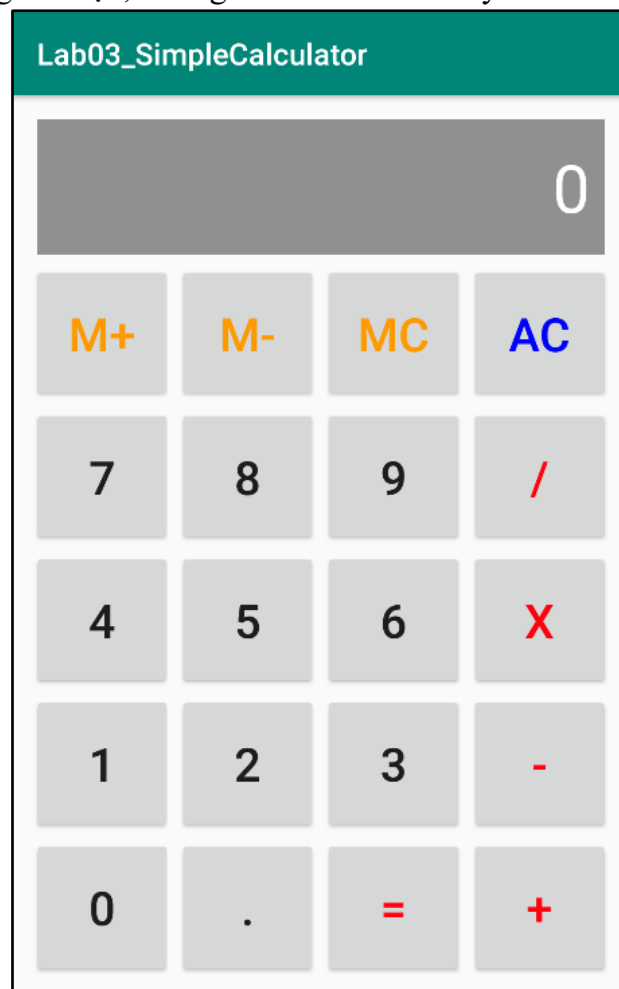 Lab03_SimpleCalculator
0
M+ M- MC AC
7 8 9 /
4 5 6 X
1 2 3 -
0 . = +